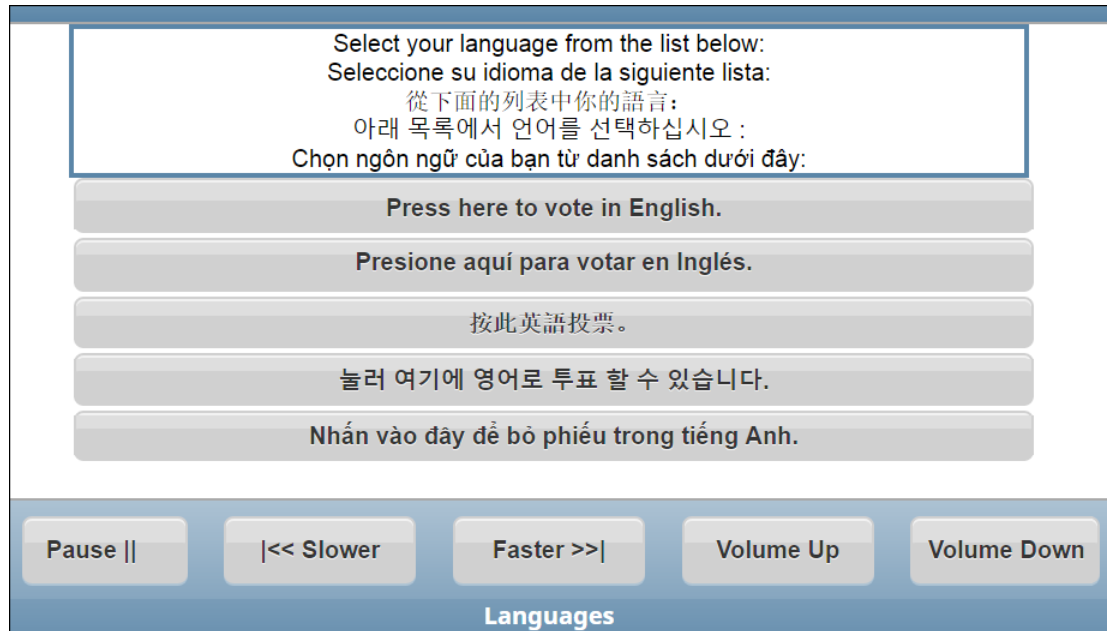 Select your language from the list below:
Seleccione su idioma de la siguiente lista:
從下面的列表中你的語言：
아래 목록에서 언어를 선택하십시오 :
Chọn ngôn ngữ của bạn từ danh sách dưới đây:
Press here to vote in English.
Presione aquí para votar en Inglés.
按此英語投票。
눌러 여기에 영어로 투표 할 수 있습니다.
Nhấn vào đây để bỏ phiếu trong tiếng Anh.
Pause || |<< Slower Faster >>| Volume Up Volume Down
Languages